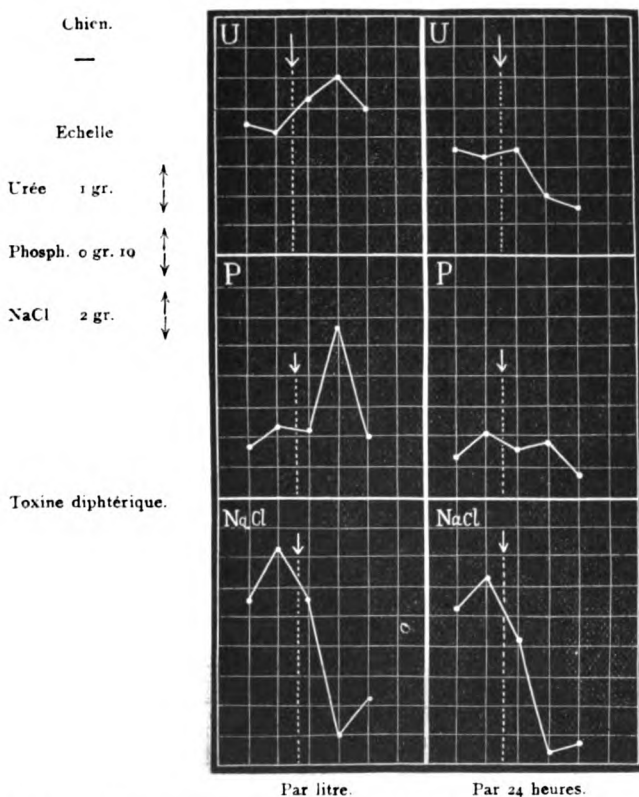 Chien.
Echelle
Urée 1 gr.
Phosph. 0 gr. 10
NaCl 2 gr.
Toxine diphtérique.
U U
P P
NaCl NaCl
Par litre. Par 24 heures.